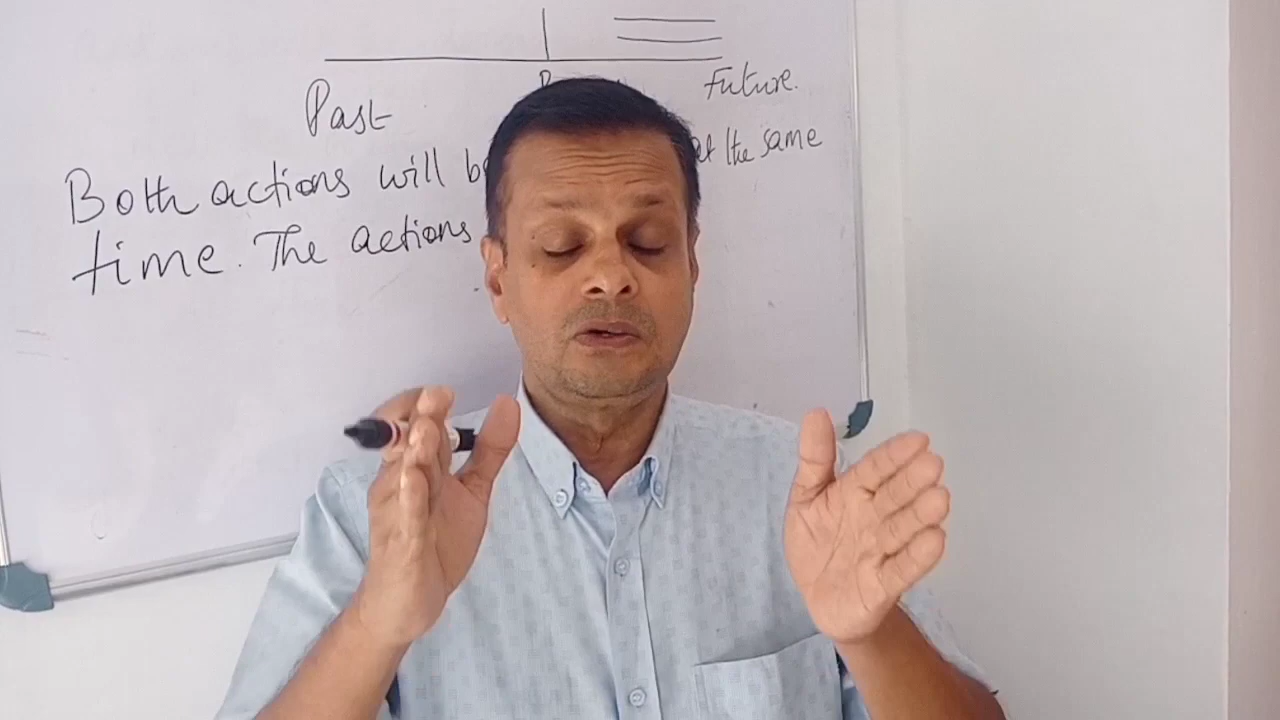 Past Future.
Both actions will at the same
time. The actions